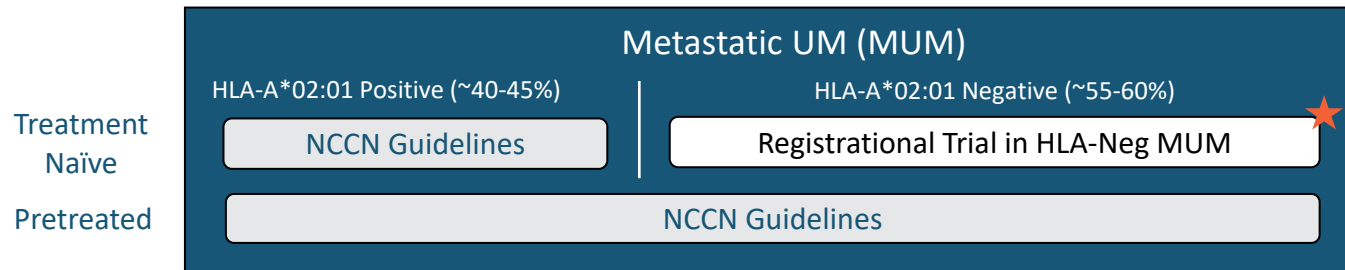 Metastatic UM (MUM)
HLA-A*02:01 Positive (~40-45%)
HLA-A*02:01 Negative (~55-60%)
Treatment
Naïve
NCCN Guidelines
Registrational Trial in HLA-Neg MUM
Pretreated
NCCN Guidelines